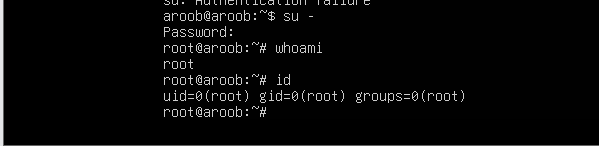 su: Authentication failure
aroob@aroob:~$ su -
Password:
root@aroob:~# whoami
root
root@aroob:~# id
uid=0(root) gid=0(root) groups=0(root)
root@aroob:~#